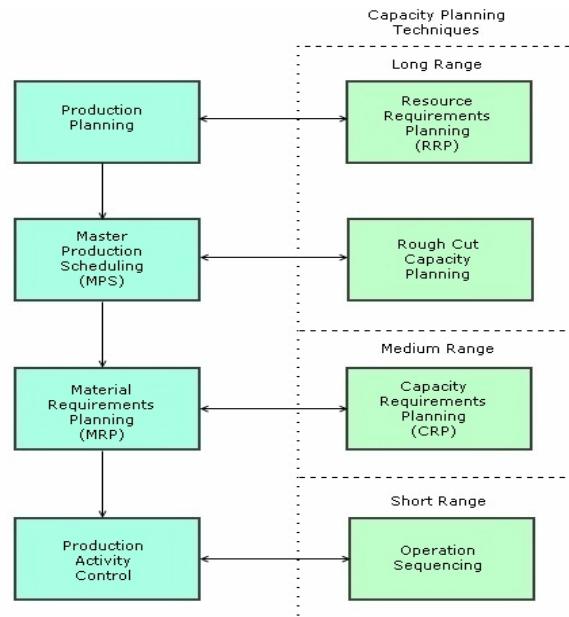 Capacity Planning
Techniques
Long Range
Production
Planning
Resource
Requirements
Planning
(RRP)
Master
Production
Scheduling
(MPS)
Rough Cut
Capacity
Planning
Medium Range
Material
Requirements
Planning
(MRP)
Capacity
Requirements
Planning
(CRP)
Short Range
Production
Activity
Control
Operation
Sequencing